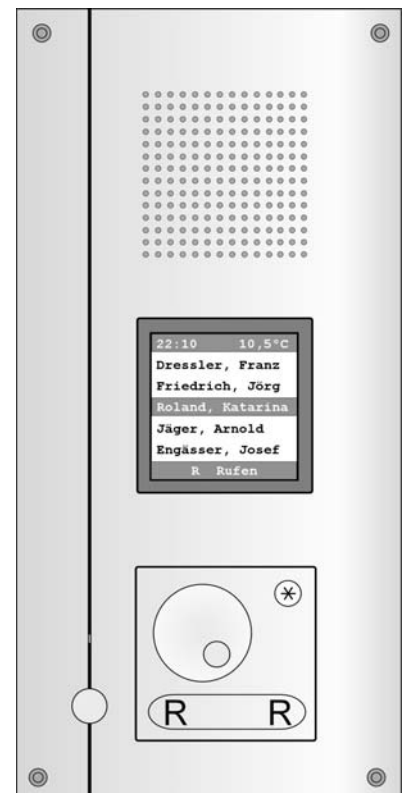 22:10 10,5°C
Dressler, Franz
Friedrich, Jörg
Roland, Katarina
Jäger, Arnold
Engässer, Josef
R Rufen
R R